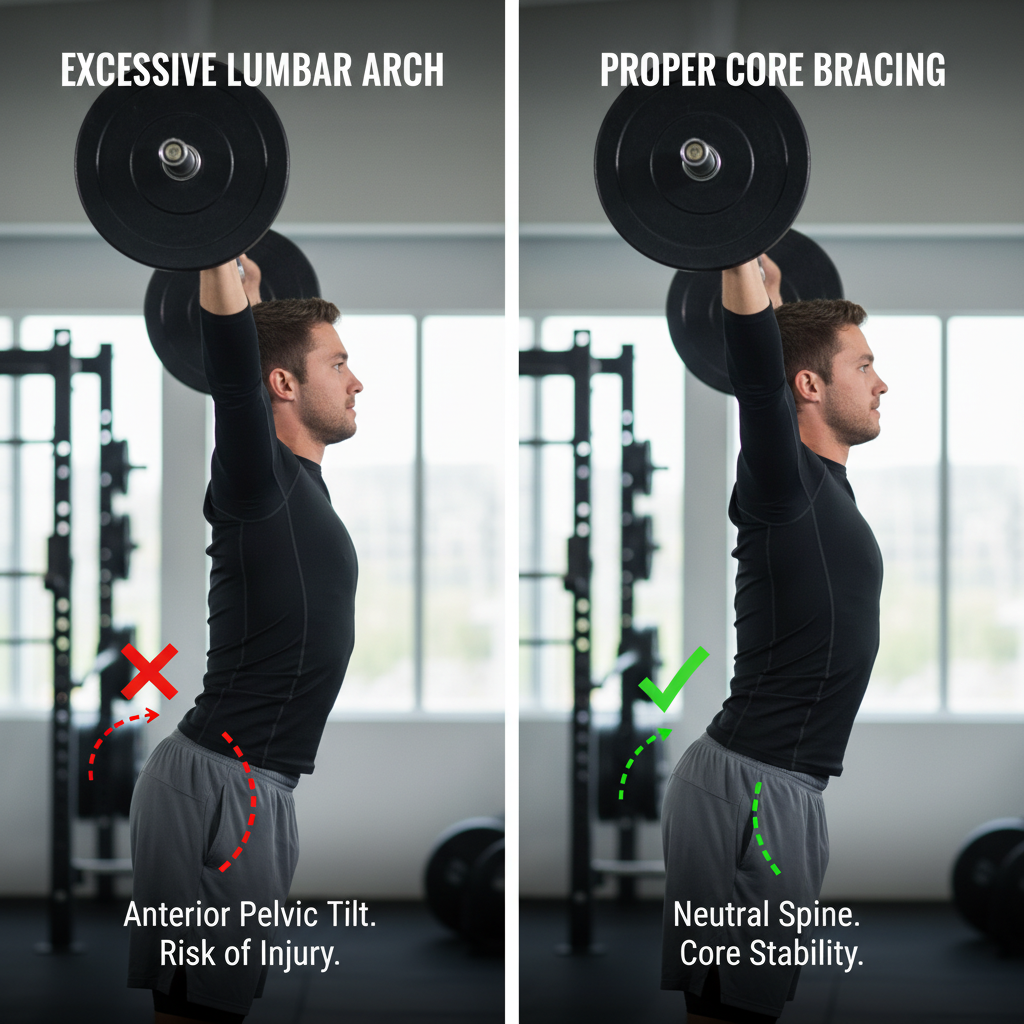 EXCESSIVE LUMBAR ARCH
Anterior Pelvic Tilt.
Risk of Injury.
PROPER CORE BRACING
Neutral Spine.
Core Stability.